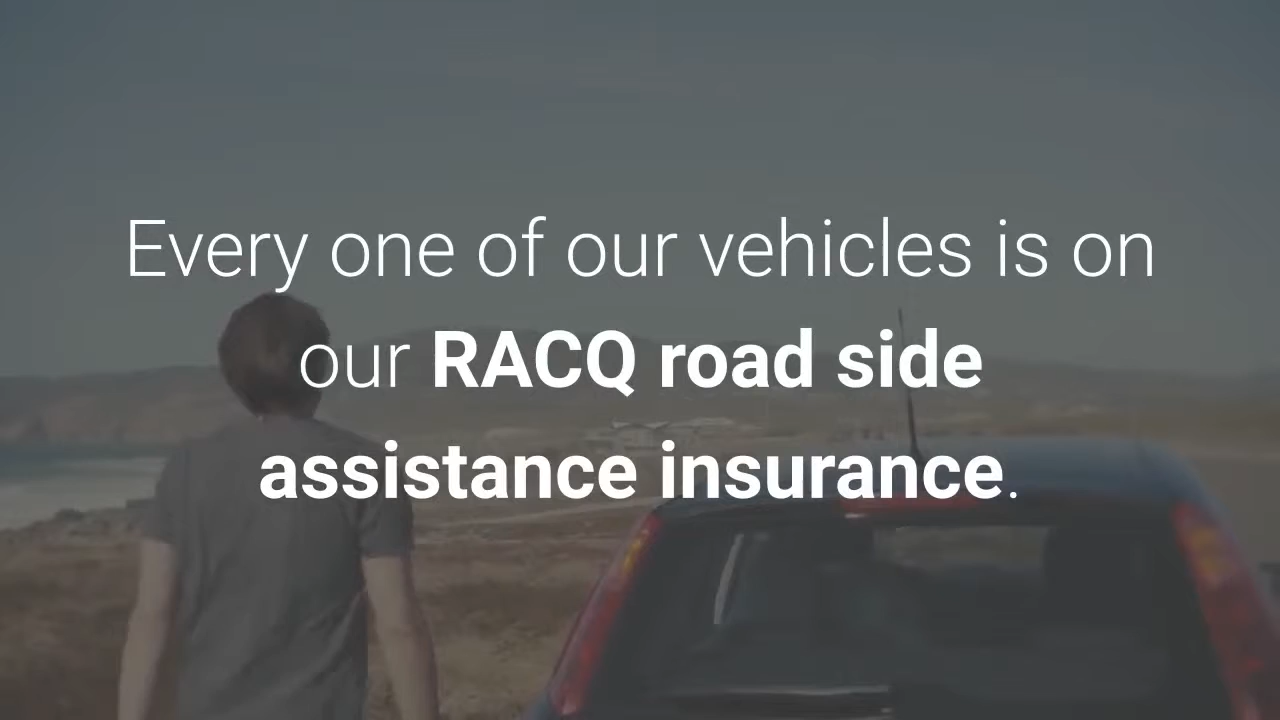 Every one of our vehicles is on
our RACQ road side
assistance insurance.